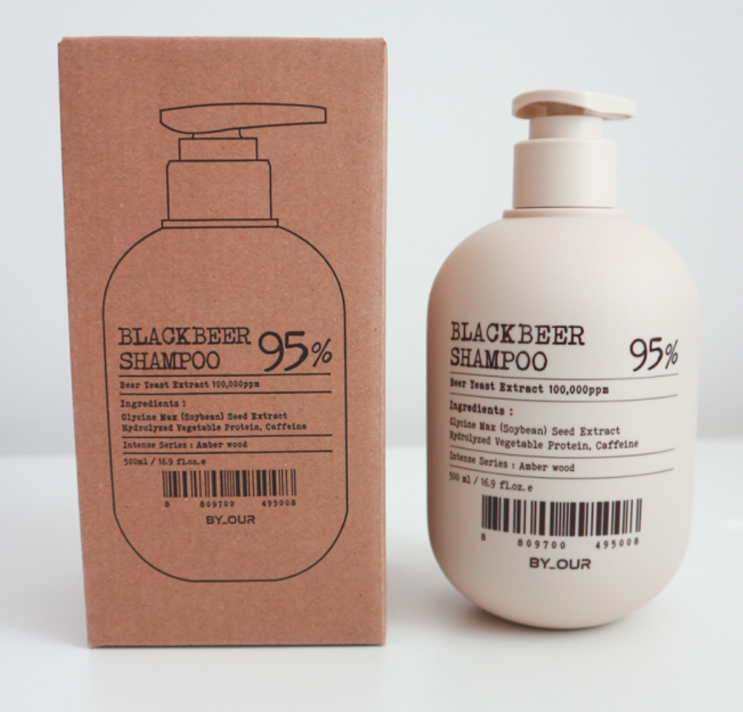 BLACKBEER
SHAMPOO 95%
Beer Yeast Extract 100,000ppm
Ingredients :
Glycine Max (Soybean) Seed Extract
Hydrolyzed Vegetable Protein, Caffeine
Intense Series : Amber wood
500ml / 16.9 fl.oz. e
8 809700 495008
BY_OUR
BLACKBEER
SHAMPOO 95%
Beer Yeast Extract 100,000ppm
Ingredients :
Glycine Max (Soybean) Seed Extract
Hydrolyzed Vegetable Protein, Caffeine
Intense Series : Amber wood
500 ml / 16.9 fl.oz. e
8 809700 495008
BY_OUR